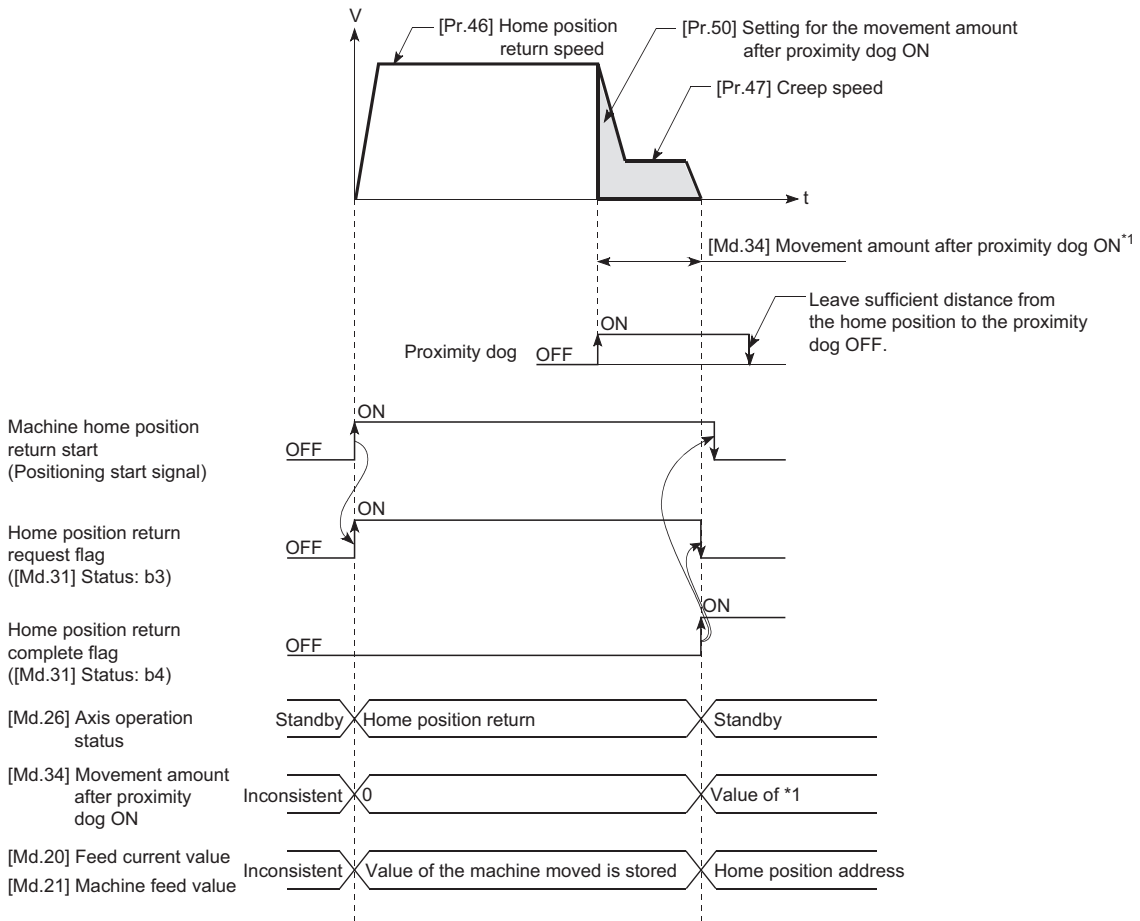 V
[Pr.46] Home position
return speed
[Pr.50] Setting for the movement amount
after proximity dog ON
[Pr.47] Creep speed
t
[Md.34] Movement amount after proximity dog ON*1
Leave sufficient distance from
the home position to the proximity
dog OFF.
ON
Proximity dog OFF
ON
Machine home position
return start
(Positioning start signal)
OFF
ON
Home position return
request flag
([Md.31] Status: b3)
OFF
ON
Home position return
complete flag
([Md.31] Status: b4)
OFF
[Md.26] Axis operation
status
Standby Home position return Standby
[Md.34] Movement amount
after proximity
dog ON
Inconsistent 0 Value of *1
[Md.20] Feed current value
[Md.21] Machine feed value
Inconsistent Value of the machine moved is stored Home position address